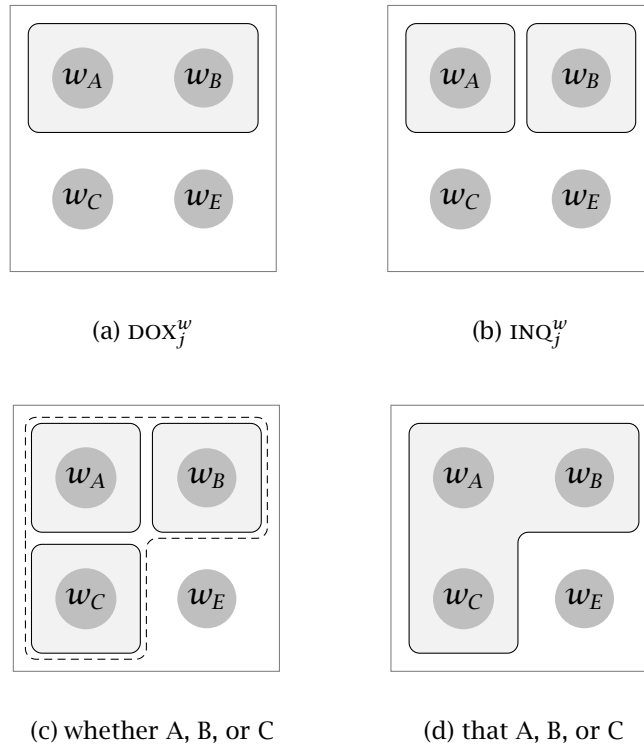 w_A w_B w_A w_B
w_C w_E w_C w_E
(a) DOX_j^w (b) INQ_j^w
w_A w_B w_A w_B
w_C w_E w_C w_E
(c) whether A, B, or C (d) that A, B, or C